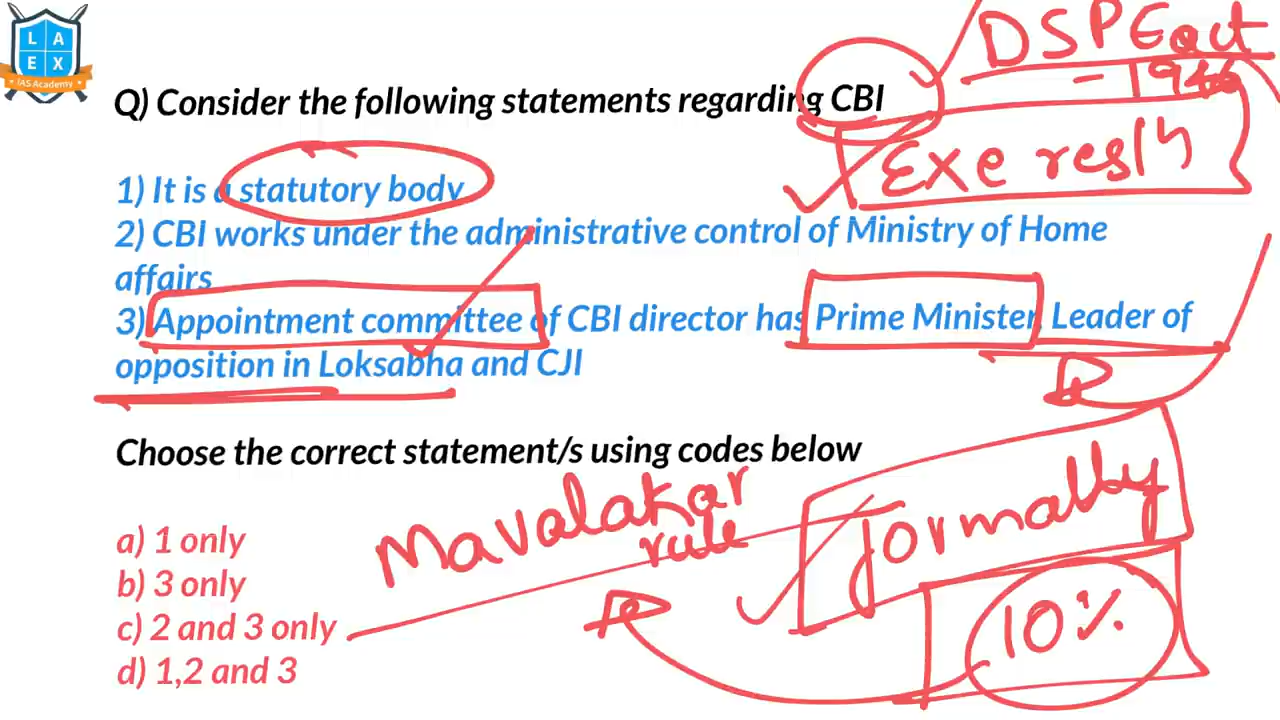 L A
E X
IAS Academy
DSPE act
- 1946
Q) Consider the following statements regarding CBI
Exe resln
1) It is a statutory body
2) CBI works under the administrative control of Ministry of Home
affairs
3) Appointment committee of CBI director has Prime Minister, Leader of
opposition in Loksabha and CJI
Choose the correct statement/s using codes below
Mavalakar
rule
formally
10%
a) 1 only
b) 3 only
c) 2 and 3 only
d) 1,2 and 3